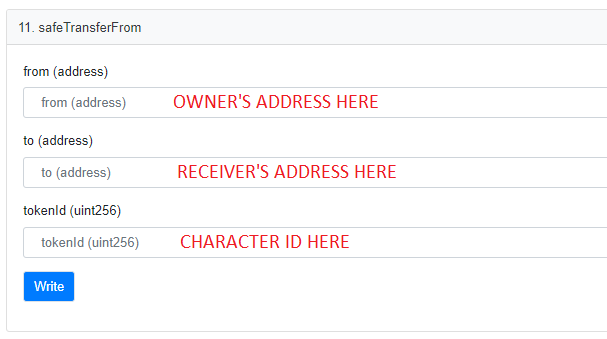 11. safeTransferFrom
from (address)
from (address) OWNER'S ADDRESS HERE
to (address)
to (address) RECEIVER'S ADDRESS HERE
tokenId (uint256)
tokenId (uint256) CHARACTER ID HERE
Write